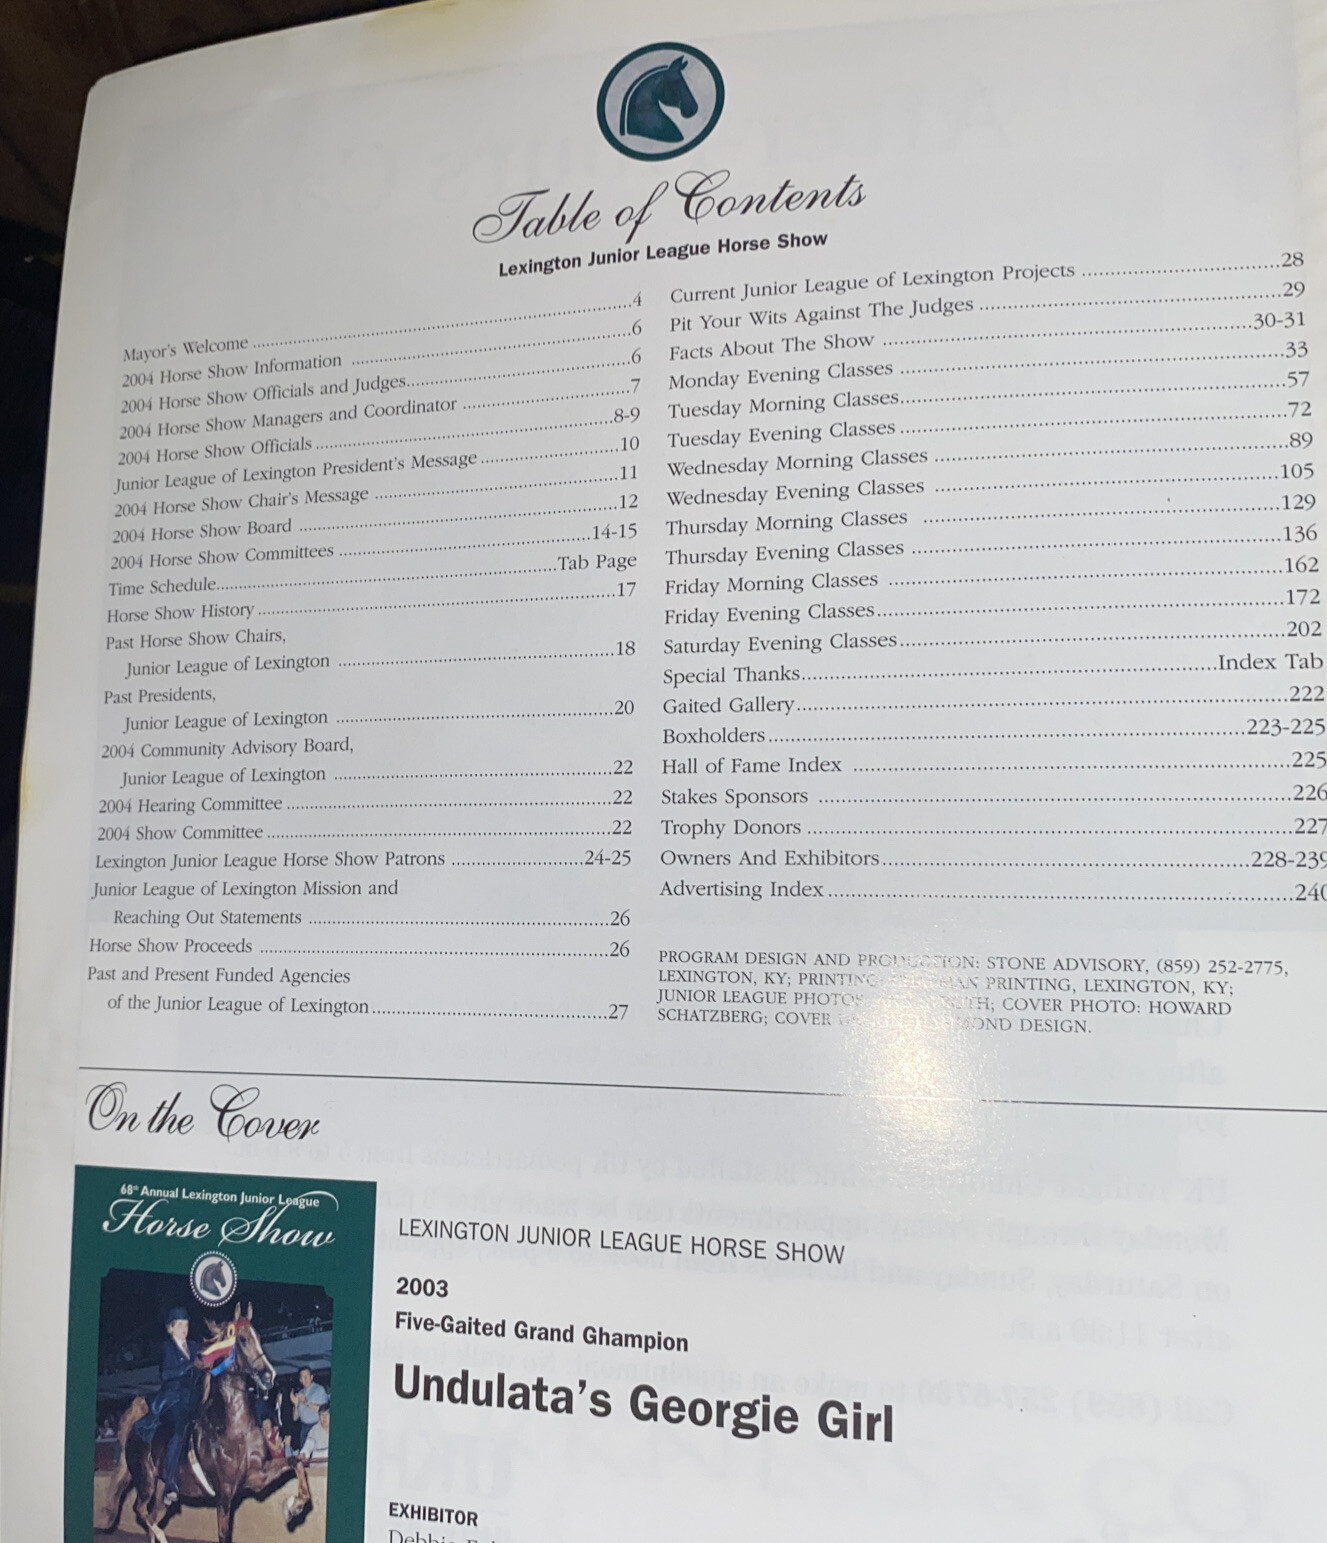 Table of Contents
Lexington Junior League Horse Show
Mayor's Welcome ........ 4
2004 Horse Show Information ........ 6
2004 Horse Show Officials and Judges ........ 6
2004 Horse Show Managers and Coordinator ........ 7
2004 Horse Show Officials ........ 8-9
Junior League of Lexington President's Message ........ 10
2004 Horse Show Chair's Message ........ 11
2004 Horse Show Board ........ 12
2004 Horse Show Committees ........ 14-15
Time Schedule ........ Tab Page
Horse Show History ........ 17
Past Horse Show Chairs,
Junior League of Lexington ........ 18
Past Presidents,
Junior League of Lexington ........ 20
2004 Community Advisory Board,
Junior League of Lexington ........ 22
2004 Hearing Committee ........ 22
2004 Show Committee ........ 22
Lexington Junior League Horse Show Patrons ........ 24-25
Junior League of Lexington Mission and
Reaching Out Statements ........ 26
Horse Show Proceeds ........ 26
Past and Present Funded Agencies
of the Junior League of Lexington ........ 27
Current Junior League of Lexington Projects ........ 28
Pit Your Wits Against The Judges ........ 29
Facts About The Show ........ 30-31
Monday Evening Classes ........ 33
Tuesday Morning Classes ........ 57
Tuesday Evening Classes ........ 72
Wednesday Morning Classes ........ 89
Wednesday Evening Classes ........ 105
Thursday Morning Classes ........ 129
Thursday Evening Classes ........ 136
Friday Morning Classes ........ 162
Friday Evening Classes ........ 172
Saturday Evening Classes ........ 202
Special Thanks ........ Index Tab
Gaited Gallery ........ 222
Boxholders ........ 223-225
Hall of Fame Index ........ 225
Stakes Sponsors ........ 226
Trophy Donors ........ 227
Owners And Exhibitors ........ 228-239
Advertising Index ........ 240
PROGRAM DESIGN AND PRODUCTION: STONE ADVISORY, (859) 252-2775,
LEXINGTON, KY; PRINTING: PRINTING, LEXINGTON, KY;
JUNIOR LEAGUE PHOTOS: COVER PHOTO: HOWARD
SCHATZBERG; COVER DESIGN.
On the Cover
68th Annual Lexington Junior League
Horse Show
LEXINGTON JUNIOR LEAGUE HORSE SHOW
2003
Five-Gaited Grand Ghampion
Undulata's Georgie Girl
EXHIBITOR
Debbie